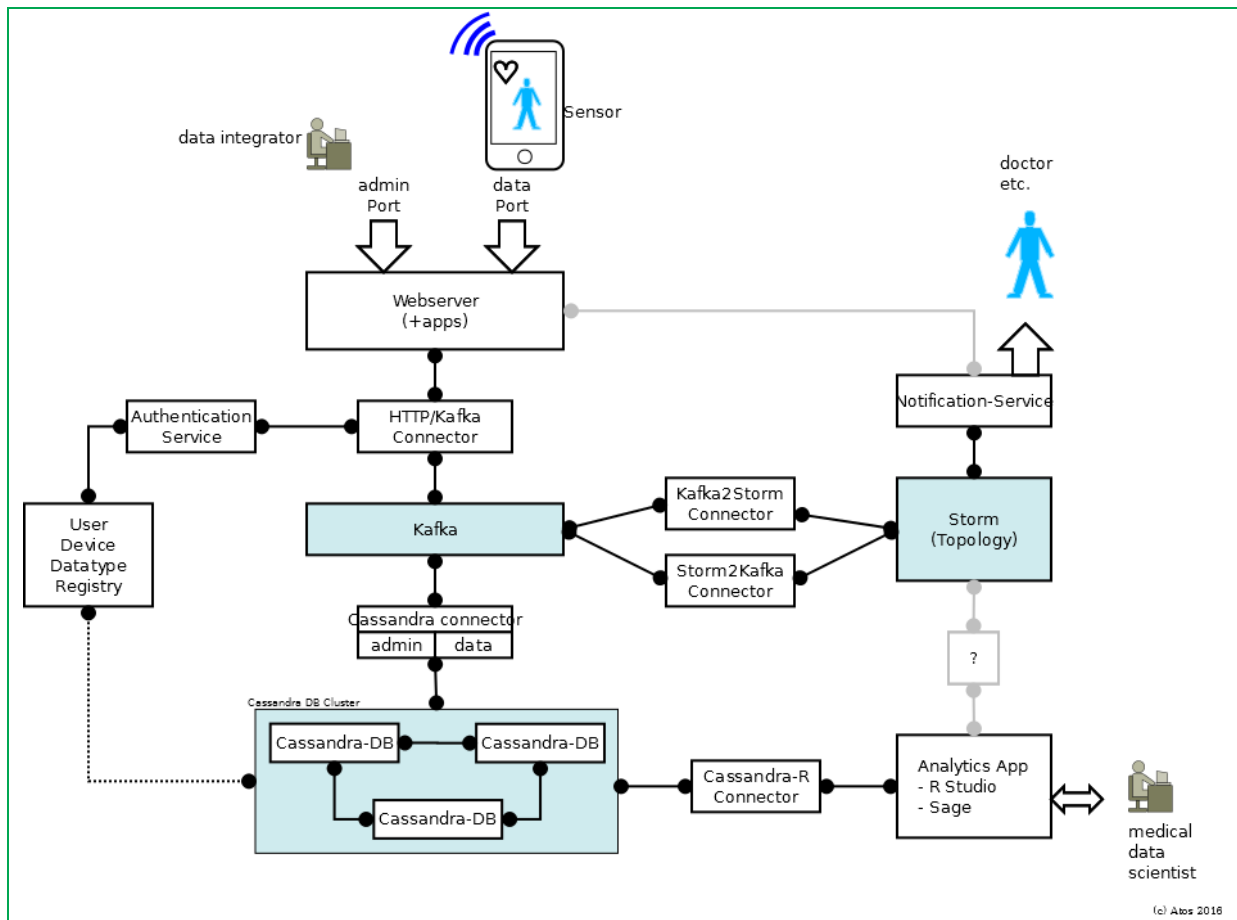 Sensor
data integrator
admin
Port
data
Port
doctor
etc.
Webserver
(+apps)
Notification-Service
Authentication
Service
HTTP/Kafka
Connector
Kafka2Storm
Connector
User
Device
Datatype
Registry
Kafka
Storm
(Topology)
Storm2Kafka
Connector
Cassandra connector
admin
data
?
Cassandra DB Cluster
Cassandra-DB
Cassandra-DB
Cassandra-DB
Cassandra-R
Connector
Analytics App
- R Studio
- Sage
medical
data
scientist
(c) Atos 2016